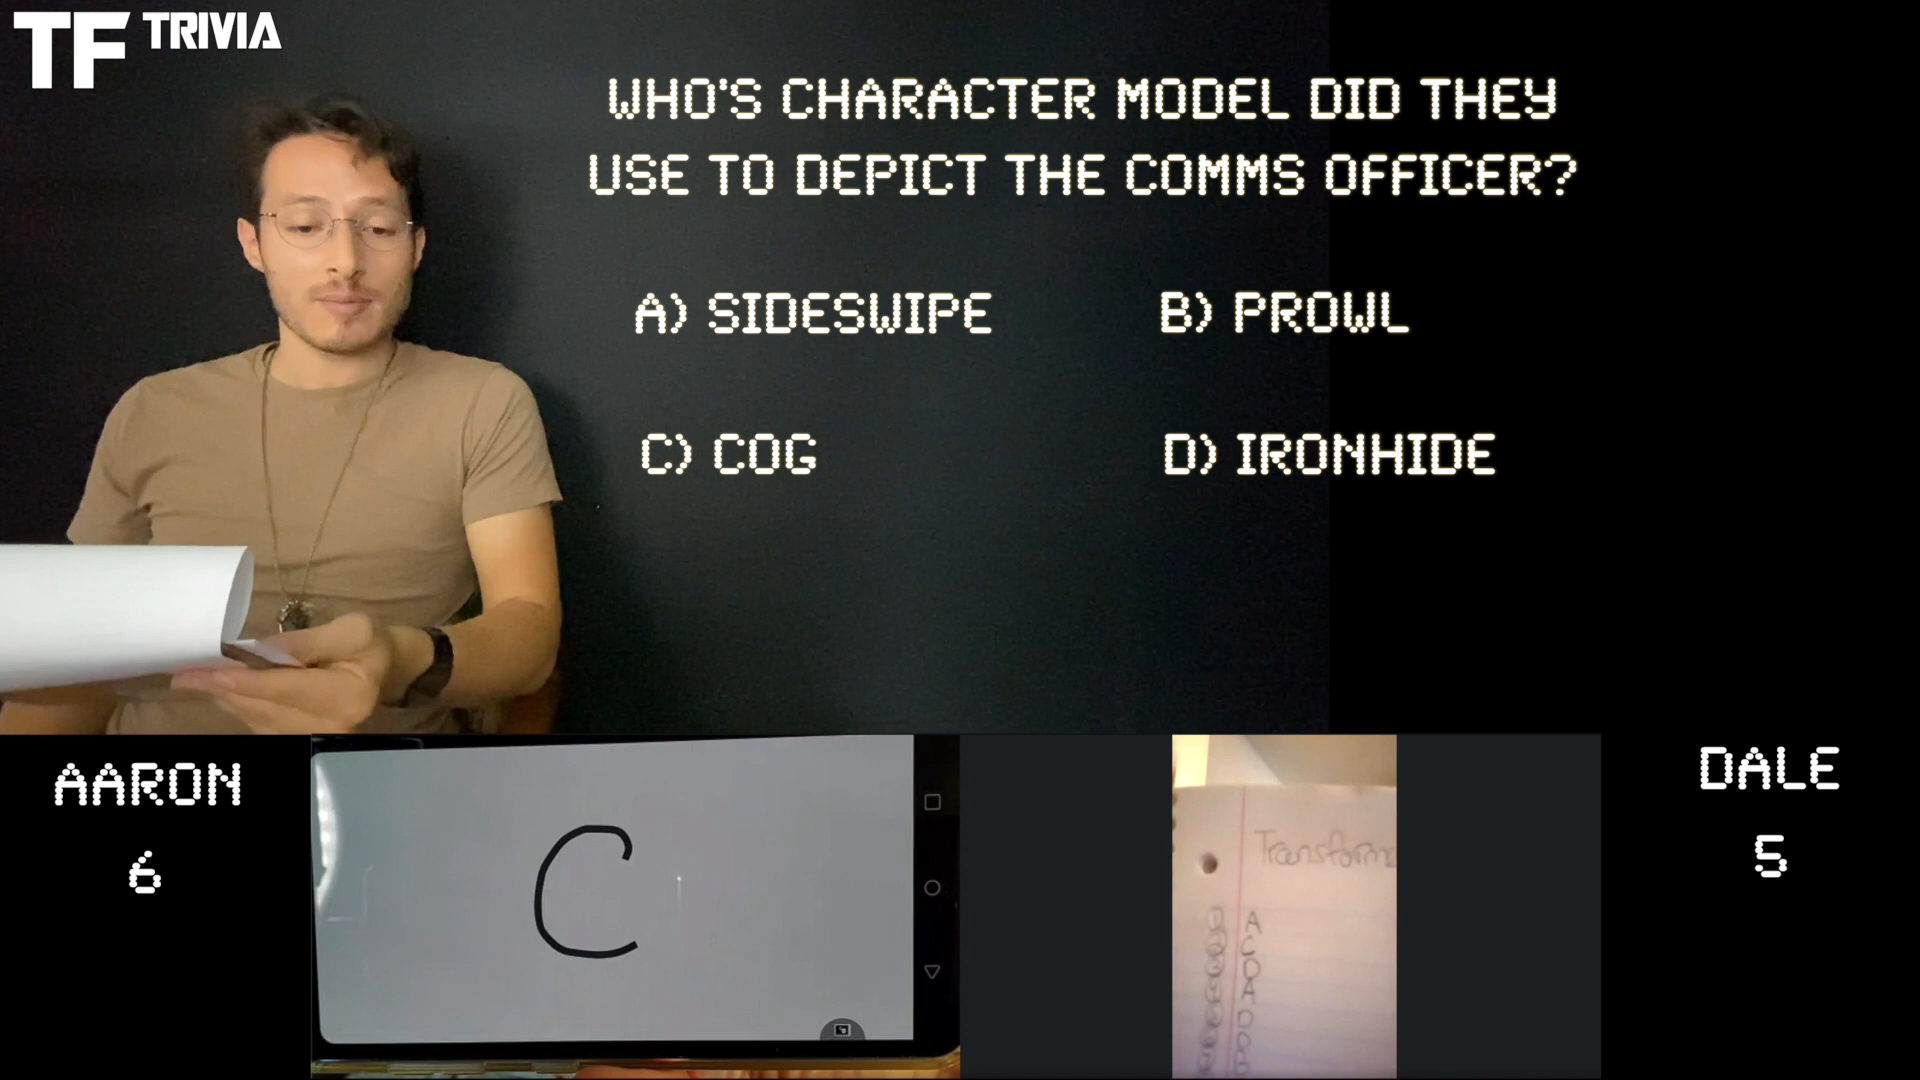 TF TRIVIA
WHO'S CHARACTER MODEL DID THEY
USE TO DEPICT THE COMMS OFFICER?
A) SIDESWIPE
B) PROWL
C) COG
D) IRONHIDE
AARON
6
C
Transform
A
C
D
A
D
D
DALE
5